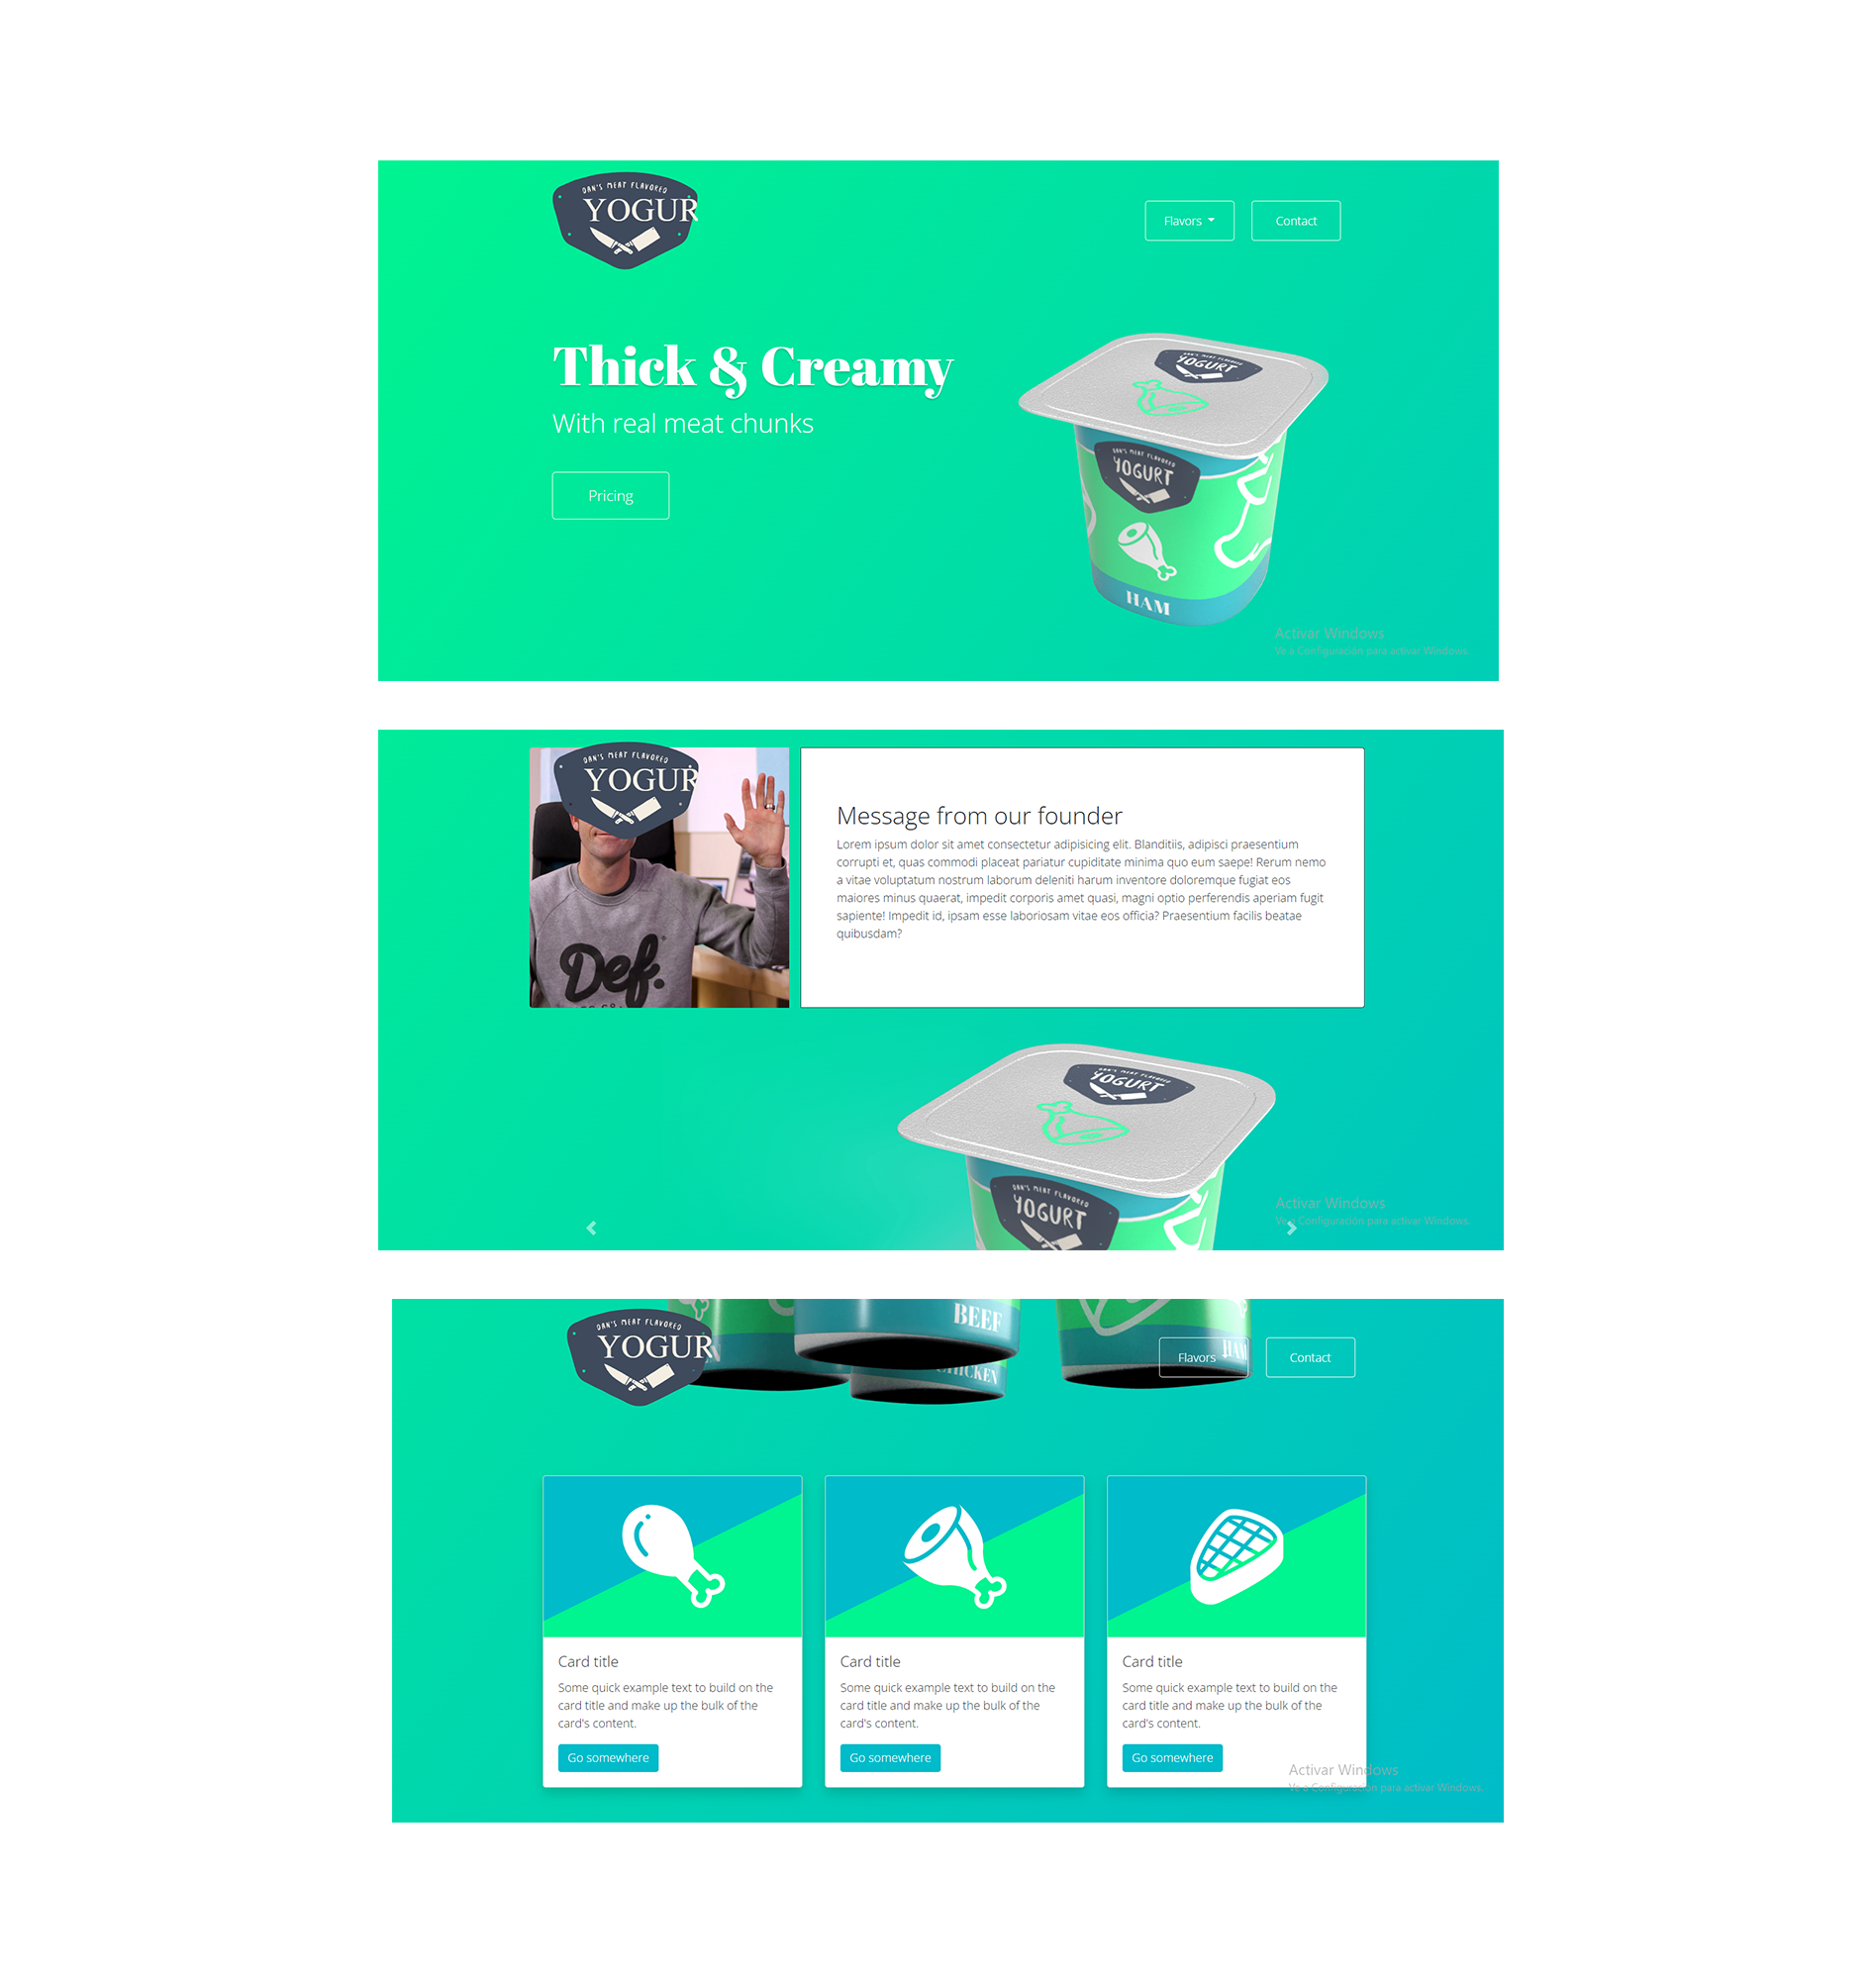 DAN'S MEAT FLAVORED
YOGUR
Flavors
Contact
Thick & Creamy
With real meat chunks
Pricing
DAN'S MEAT FLAVORED
YOGURT
DAN'S MEAT FLAVORED
YOGURT
HAM
Activar Windows
Ve a Configuración para activar Windows.
DAN'S MEAT FLAVORED
YOGUR
Def.
Message from our founder
Lorem ipsum dolor sit amet consectetur adipisicing elit. Blanditiis, adipisci praesentium
corrupti et, quas commodi placeat pariatur cupiditate minima quo eum saepe! Rerum nemo
a vitae voluptatum nostrum laborum deleniti harum inventore doloremque fugiat eos
maiores minus quaerat, impedit corporis amet quasi, magni optio perferendis aperiam fugit
sapiente! Impedit id, ipsam esse laboriosam vitae eos officia? Praesentium facilis beatae
quibusdam?
DAN'S MEAT FLAVORED
YOGURT
DAN'S MEAT FLAVORED
YOGURT
Activar Windows
Ve a Configuración para activar Windows.
DAN'S MEAT FLAVORED
YOGUR
BEEF
CHICKEN
HAM
Flavors
Contact
Card title
Some quick example text to build on the
card title and make up the bulk of the
card's content.
Go somewhere
Card title
Some quick example text to build on the
card title and make up the bulk of the
card's content.
Go somewhere
Card title
Some quick example text to build on the
card title and make up the bulk of the
card's content.
Go somewhere
Activar Windows
Ve a Configuración para activar Windows.